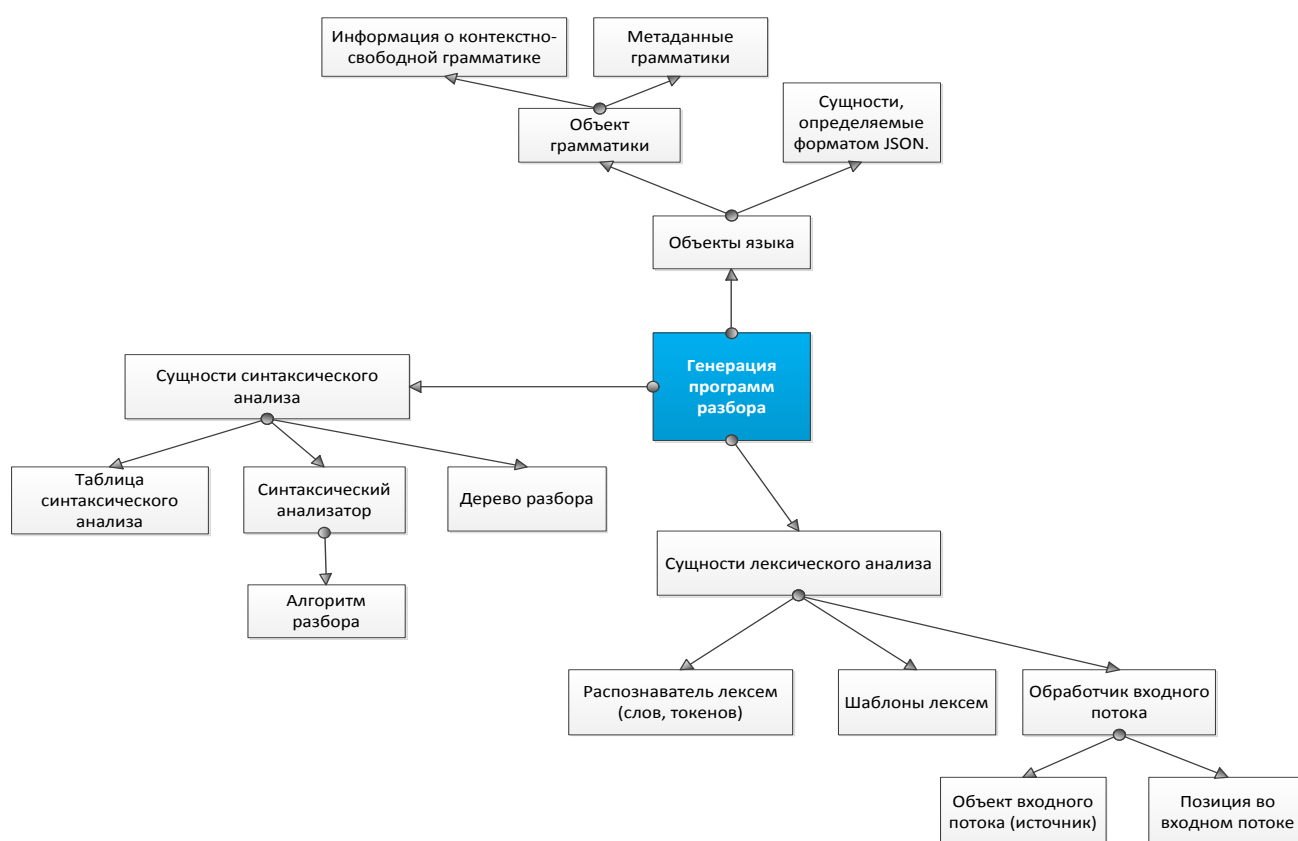 Информация о контекстно-
свободной грамматике
Метаданные
грамматики
Сущности,
определяемые
форматом JSON.
Объект
грамматики
Объекты языка
Генерация
программ
разбора
Сущности синтаксического
анализа
Таблица
синтаксического
анализа
Синтаксический
анализатор
Дерево разбора
Алгоритм
разбора
Сущности лексического анализа
Распознаватель лексем
(слов, токенов)
Шаблоны лексем
Обработчик входного
потока
Объект входного
потока (источник)
Позиция во
входном потоке